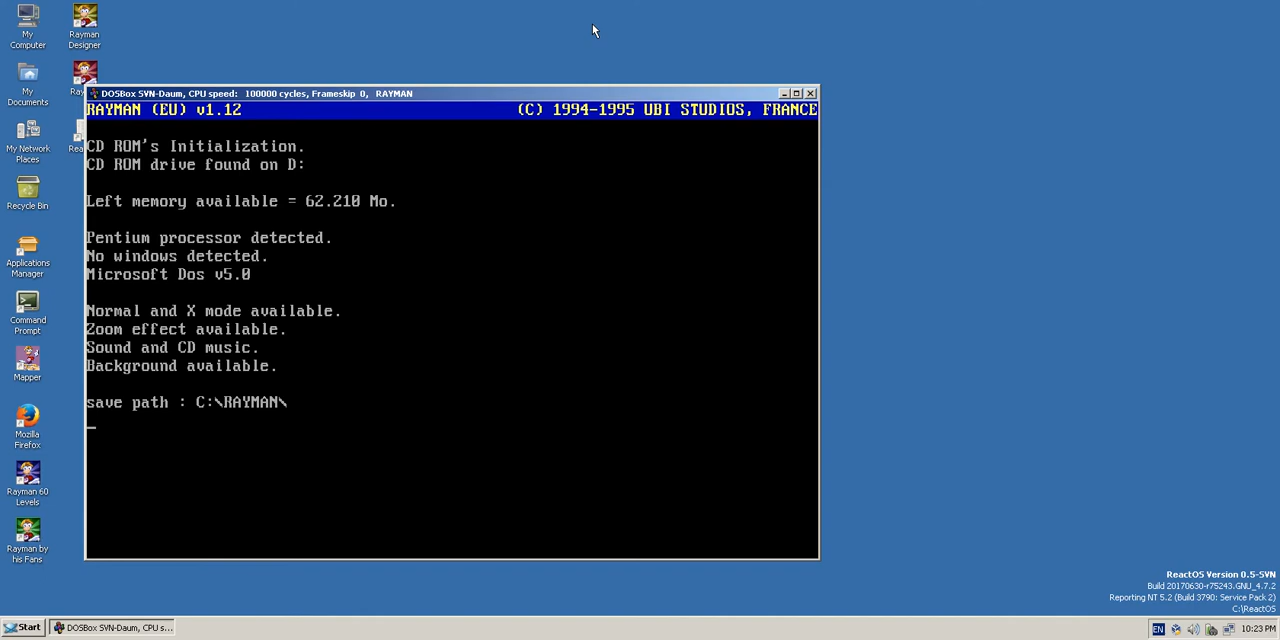 My
Computer
Rayman
Designer
My
Documents
Ray
My Network
Places
Rea
Recycle Bin
Applications
Manager
Command
Prompt
Mapper
Mozilla
Firefox
Rayman 60
Levels
Rayman by
his Fans
DOSBox SVN-Daum, CPU speed: 100000 cycles, Frameskip 0, RAYMAN
RAYMAN (EU) v1.12 (C) 1994-1995 UBI STUDIOS, FRANCE
CD ROM's Initialization.
CD ROM drive found on D:
Left memory available = 62.210 Mo.
Pentium processor detected.
No windows detected.
Microsoft Dos v5.0
Normal and X mode available.
Zoom effect available.
Sound and CD music.
Background available.
save path : C:\RAYMAN\
ReactOS Version 0.5-SVN
Build 20170630-r75243.GNU_4.7.2
Reporting NT 5.2 (Build 3790: Service Pack 2)
C:\ReactOS
Start
DOSBox SVN-Daum, CPU s...
EN
10:23 PM